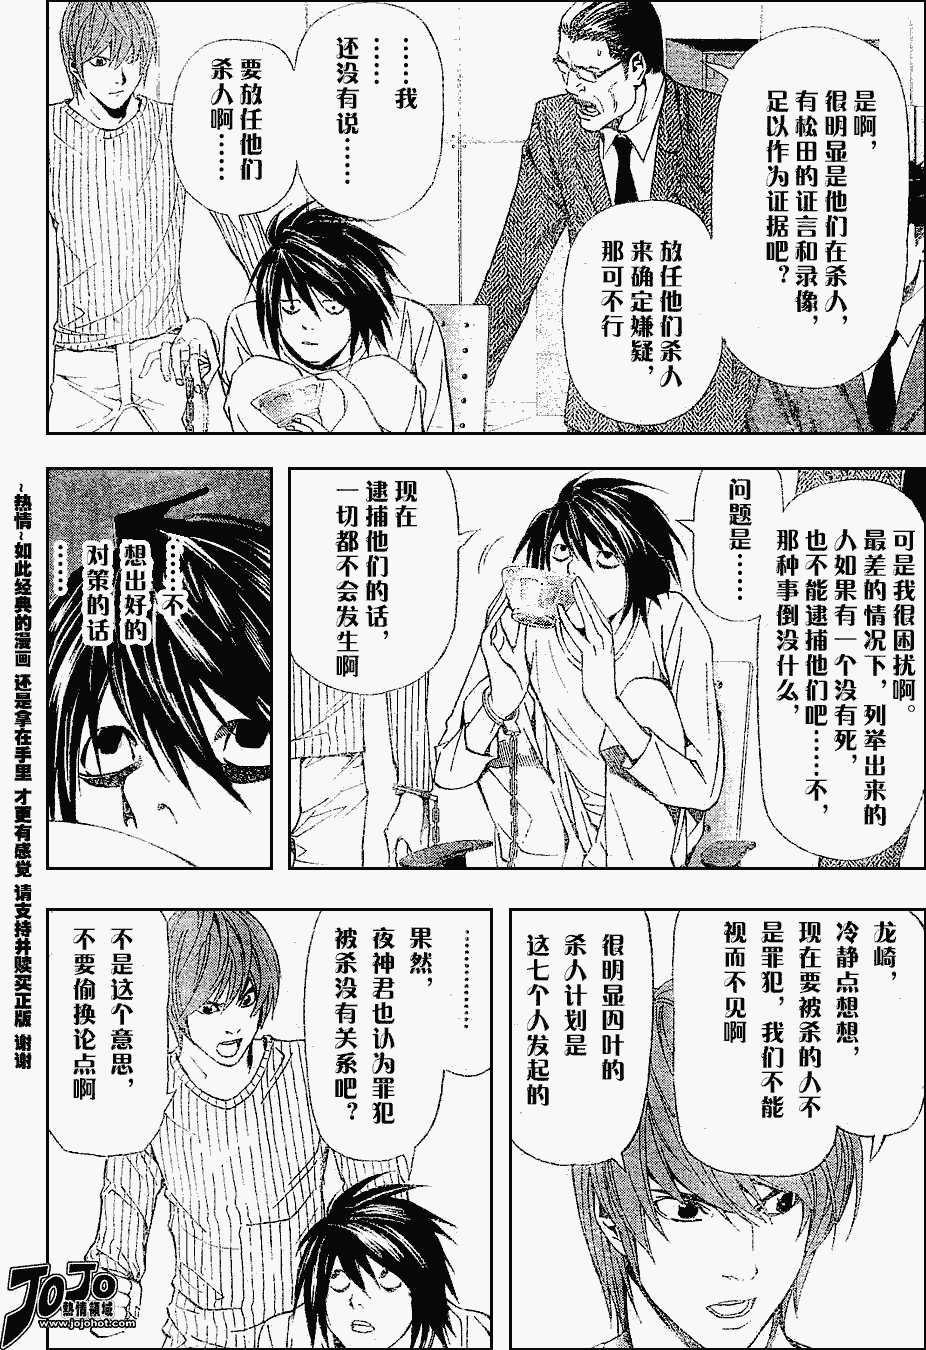 是啊，
很明显是他们在杀人，
有松田的证言和录像，
足以作为证据吧？
放任他们杀人
来确定嫌疑，
那可不行
……我
……
还没有说……
要放任他们
杀人啊……
可是我很困扰啊。
最差的情况下，列举出来的
人如果有一个没有死，
也不能逮捕他们吧……不，
那种事倒没什么，
问题是……
现在
逮捕他们的话，
一切都不会发生啊
……不
想出好的
对策的话
……
龙崎，
冷静点想想，
现在要被杀的人不
是罪犯，我们不能
视而不见啊
很明显四叶的
杀人计划是
这七个人发起的
……………
果然，
夜神君也认为罪犯
被杀没有关系吧？
不是这个意思，
不要偷换论点啊
~热情~如此经典的漫画 还是拿在手里 才更有感觉 请支持并赎买正版 谢谢
JOJO
热情领域
www.jojohot.com